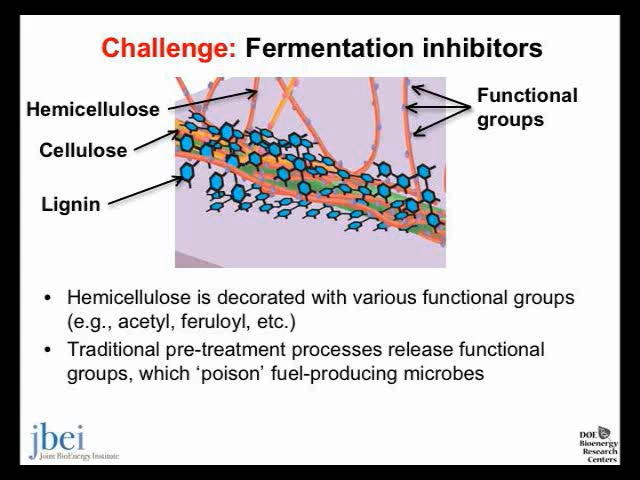 Challenge: Fermentation inhibitors
Hemicellulose
Cellulose
Lignin
Functional
groups
• Hemicellulose is decorated with various functional groups
(e.g., acetyl, feruloyl, etc.)
• Traditional pre-treatment processes release functional
groups, which ‘poison’ fuel-producing microbes
jbei
Joint BioEnergy Institute
DOE
Bioenergy
Research
Centers